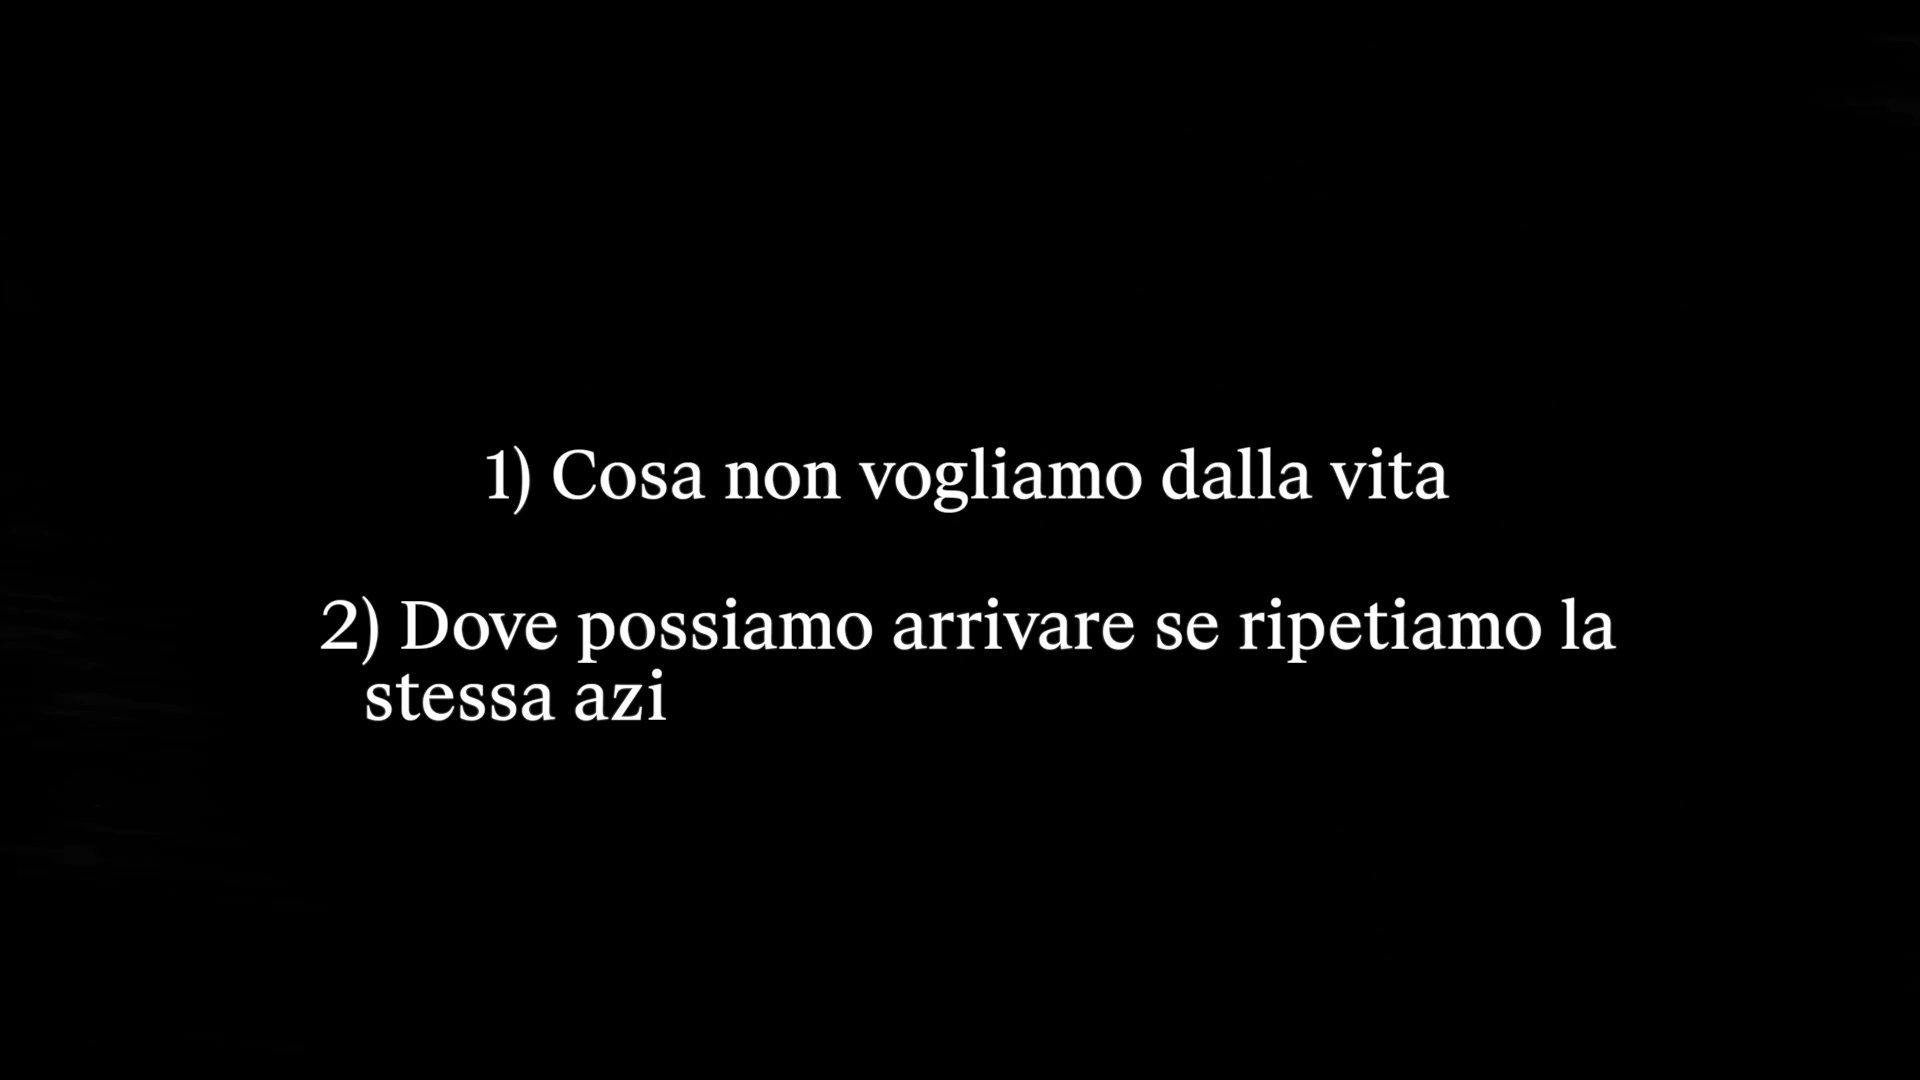 1) Cosa non vogliamo dalla vita
2) Dove possiamo arrivare se ripetiamo la
stessa azi